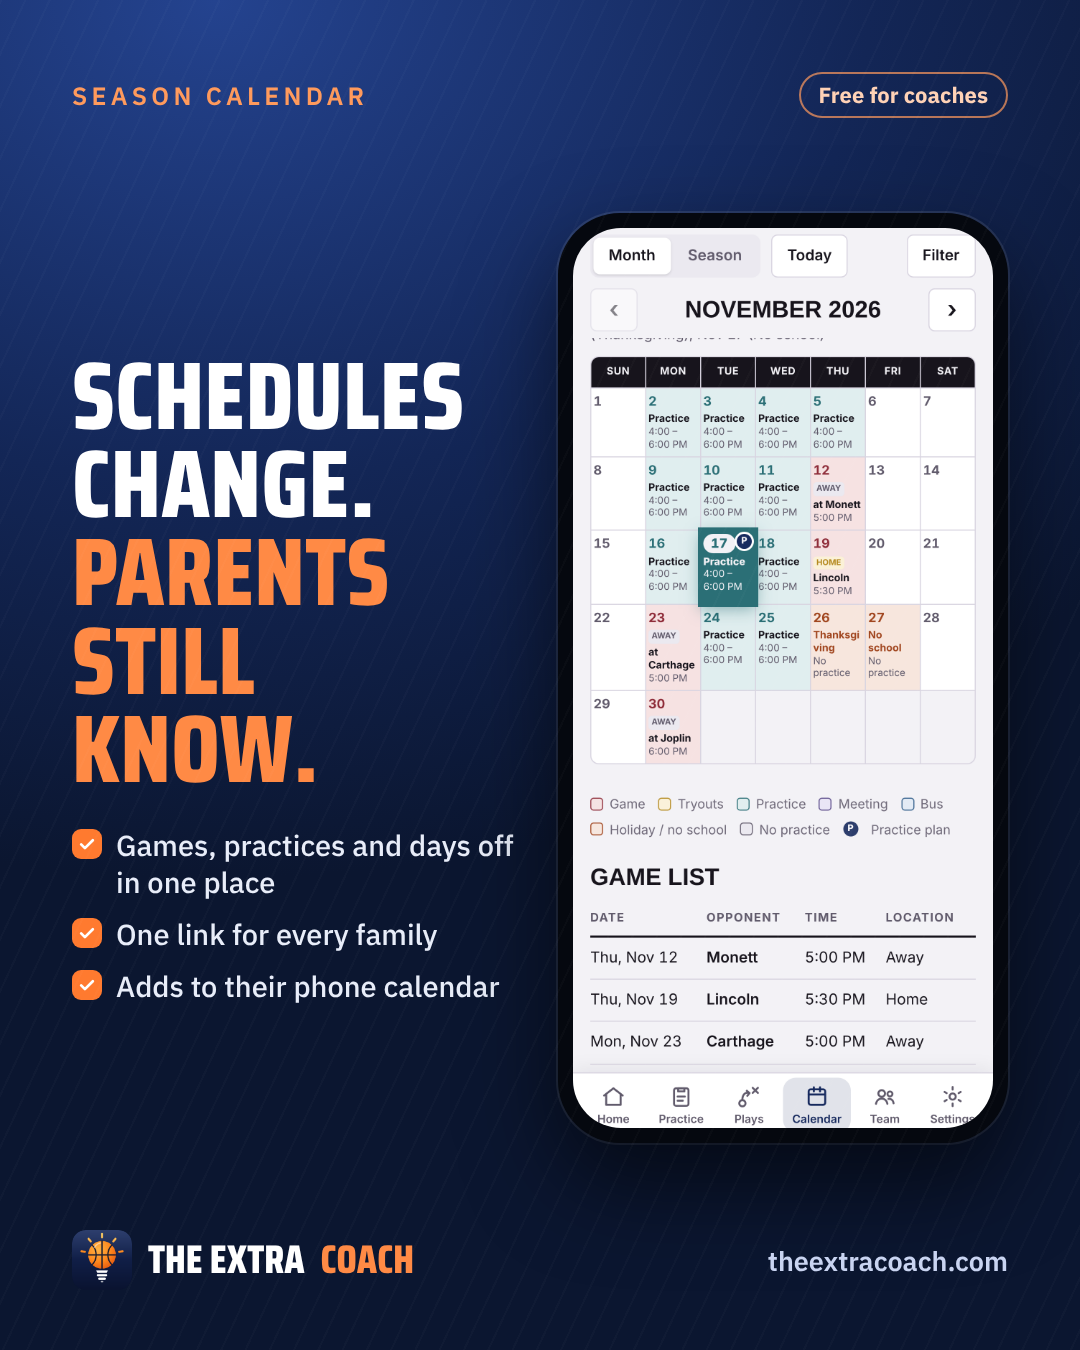 SEASON CALENDAR
Free for coaches
SCHEDULES
CHANGE.
PARENTS
STILL
KNOW.
Games, practices and days off
in one place
One link for every family
Adds to their phone calendar
Month Season Today Filter
‹ NOVEMBER 2026 ›
(Thanksgiving), Nov 27 (No school)
SUN MON TUE WED THU FRI SAT
1 2 3 4 5 6 7
Practice Practice Practice Practice
4:00 – 4:00 – 4:00 – 4:00 –
6:00 PM 6:00 PM 6:00 PM 6:00 PM
8 9 10 11 12 13 14
Practice Practice Practice AWAY
4:00 – 4:00 – 4:00 – at Monett
6:00 PM 6:00 PM 6:00 PM 5:00 PM
15 16 17 P 18 19 20 21
Practice Practice Practice HOME
4:00 – 4:00 – 4:00 – Lincoln
6:00 PM 6:00 PM 6:00 PM 5:30 PM
22 23 24 25 26 27 28
AWAY Practice Practice Thanksgi No
at 4:00 – 4:00 – ving school
Carthage 6:00 PM 6:00 PM No No
5:00 PM practice practice
29 30
AWAY
at Joplin
6:00 PM
Game Tryouts Practice Meeting Bus
Holiday / no school No practice P Practice plan
GAME LIST
DATE OPPONENT TIME LOCATION
Thu, Nov 12 Monett 5:00 PM Away
Thu, Nov 19 Lincoln 5:30 PM Home
Mon, Nov 23 Carthage 5:00 PM Away
Home Practice Plays Calendar Team Settings
THE EXTRA COACH
theextracoach.com